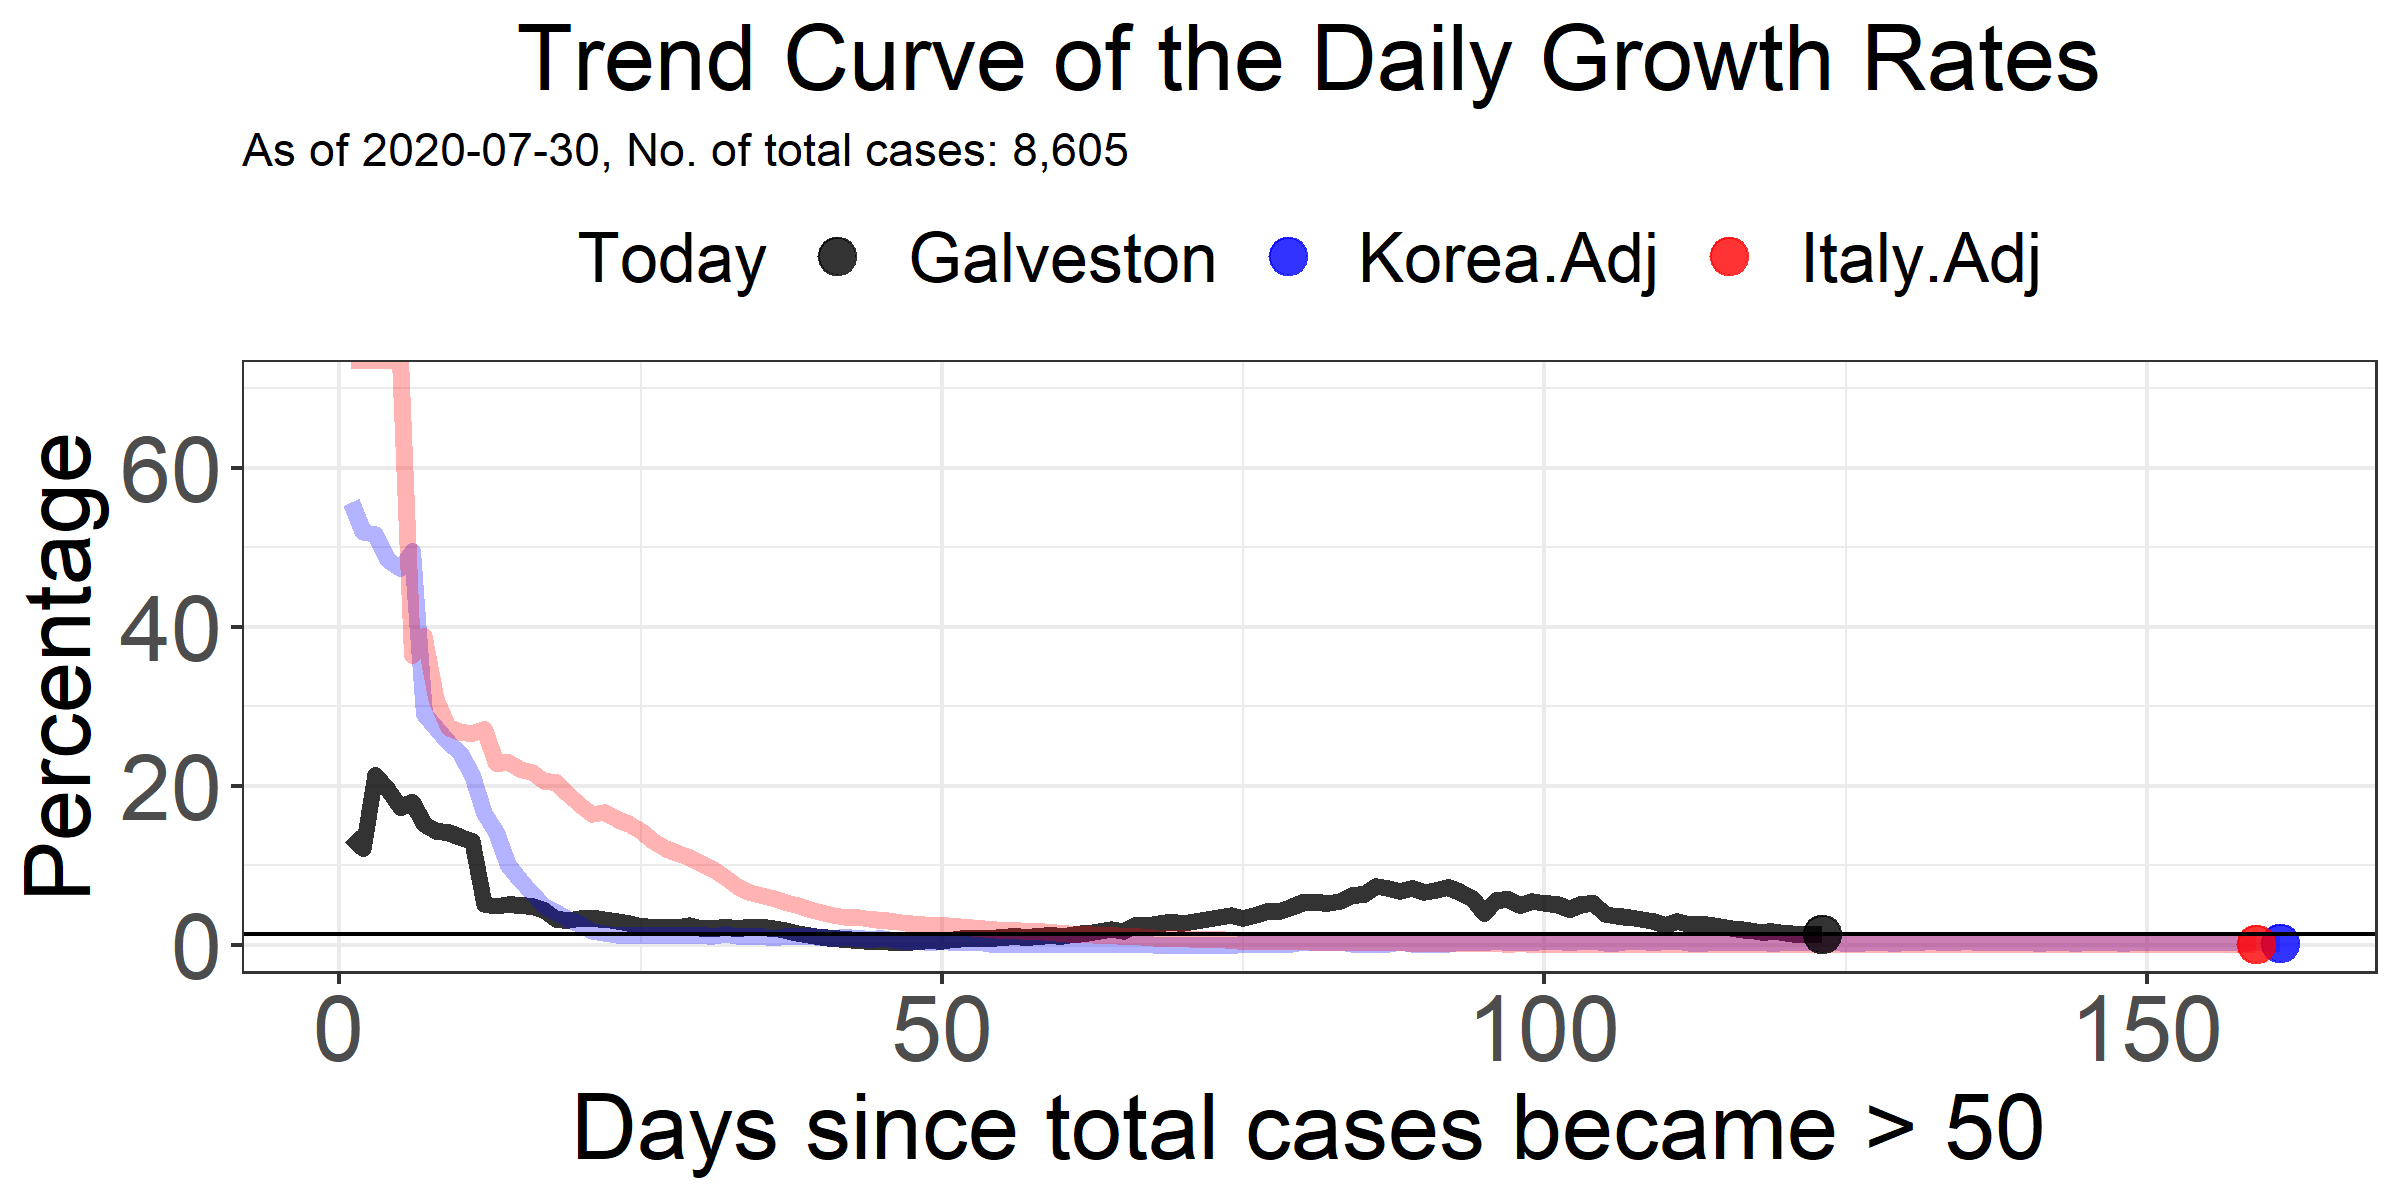 Trend Curve of the Daily Growth Rates
As of 2020-07-30, No. of total cases: 8,605
Today Galveston Korea.Adj Italy.Adj
Percentage
60
40
20
0
0 50 100 150
Days since total cases became > 50